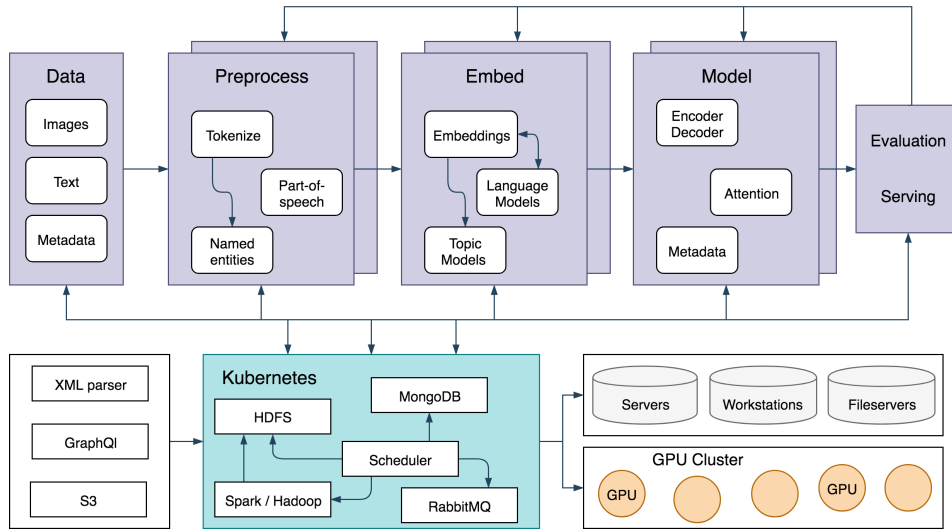 Data
Images
Text
Metadata
Preprocess
Tokenize
Part-of-
speech
Named
entities
Embed
Embeddings
Language
Models
Topic
Models
Model
Encoder
Decoder
Attention
Metadata
Evaluation
Serving
XML parser
GraphQl
S3
Kubernetes
HDFS
MongoDB
Scheduler
Spark / Hadoop
RabbitMQ
Servers
Workstations
Fileservers
GPU Cluster
GPU
GPU